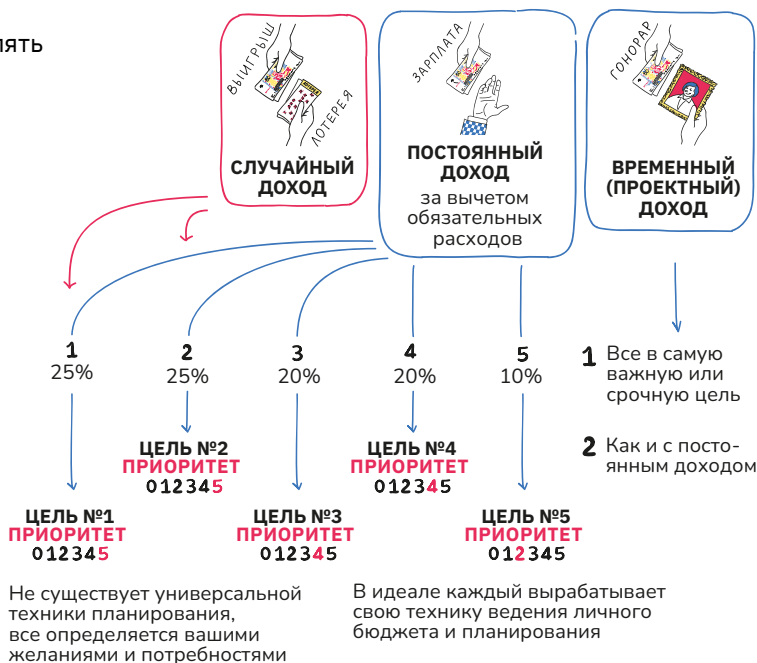 ЛЯТЬ
ВЫИГРЫШ
ЛОТЕРЕЯ
СЛУЧАЙНЫЙ
ДОХОД
ЗАРПЛАТА
ПОСТОЯННЫЙ
ДОХОД
за вычетом
обязательных
расходов
ГОНОРАР
ВРЕМЕННЫЙ
(ПРОЕКТНЫЙ)
ДОХОД
1
25%
2
25%
3
20%
4
20%
5
10%
1 Все в самую
важную или
срочную цель
2 Как и с посто-
янным доходом
ЦЕЛЬ №2
ПРИОРИТЕТ
012345
ЦЕЛЬ №4
ПРИОРИТЕТ
012345
ЦЕЛЬ №1
ПРИОРИТЕТ
012345
ЦЕЛЬ №3
ПРИОРИТЕТ
012345
ЦЕЛЬ №5
ПРИОРИТЕТ
012345
Не существует универсальной
техники планирования,
все определяется вашими
желаниями и потребностями
В идеале каждый вырабатывает
свою технику ведения личного
бюджета и планирования